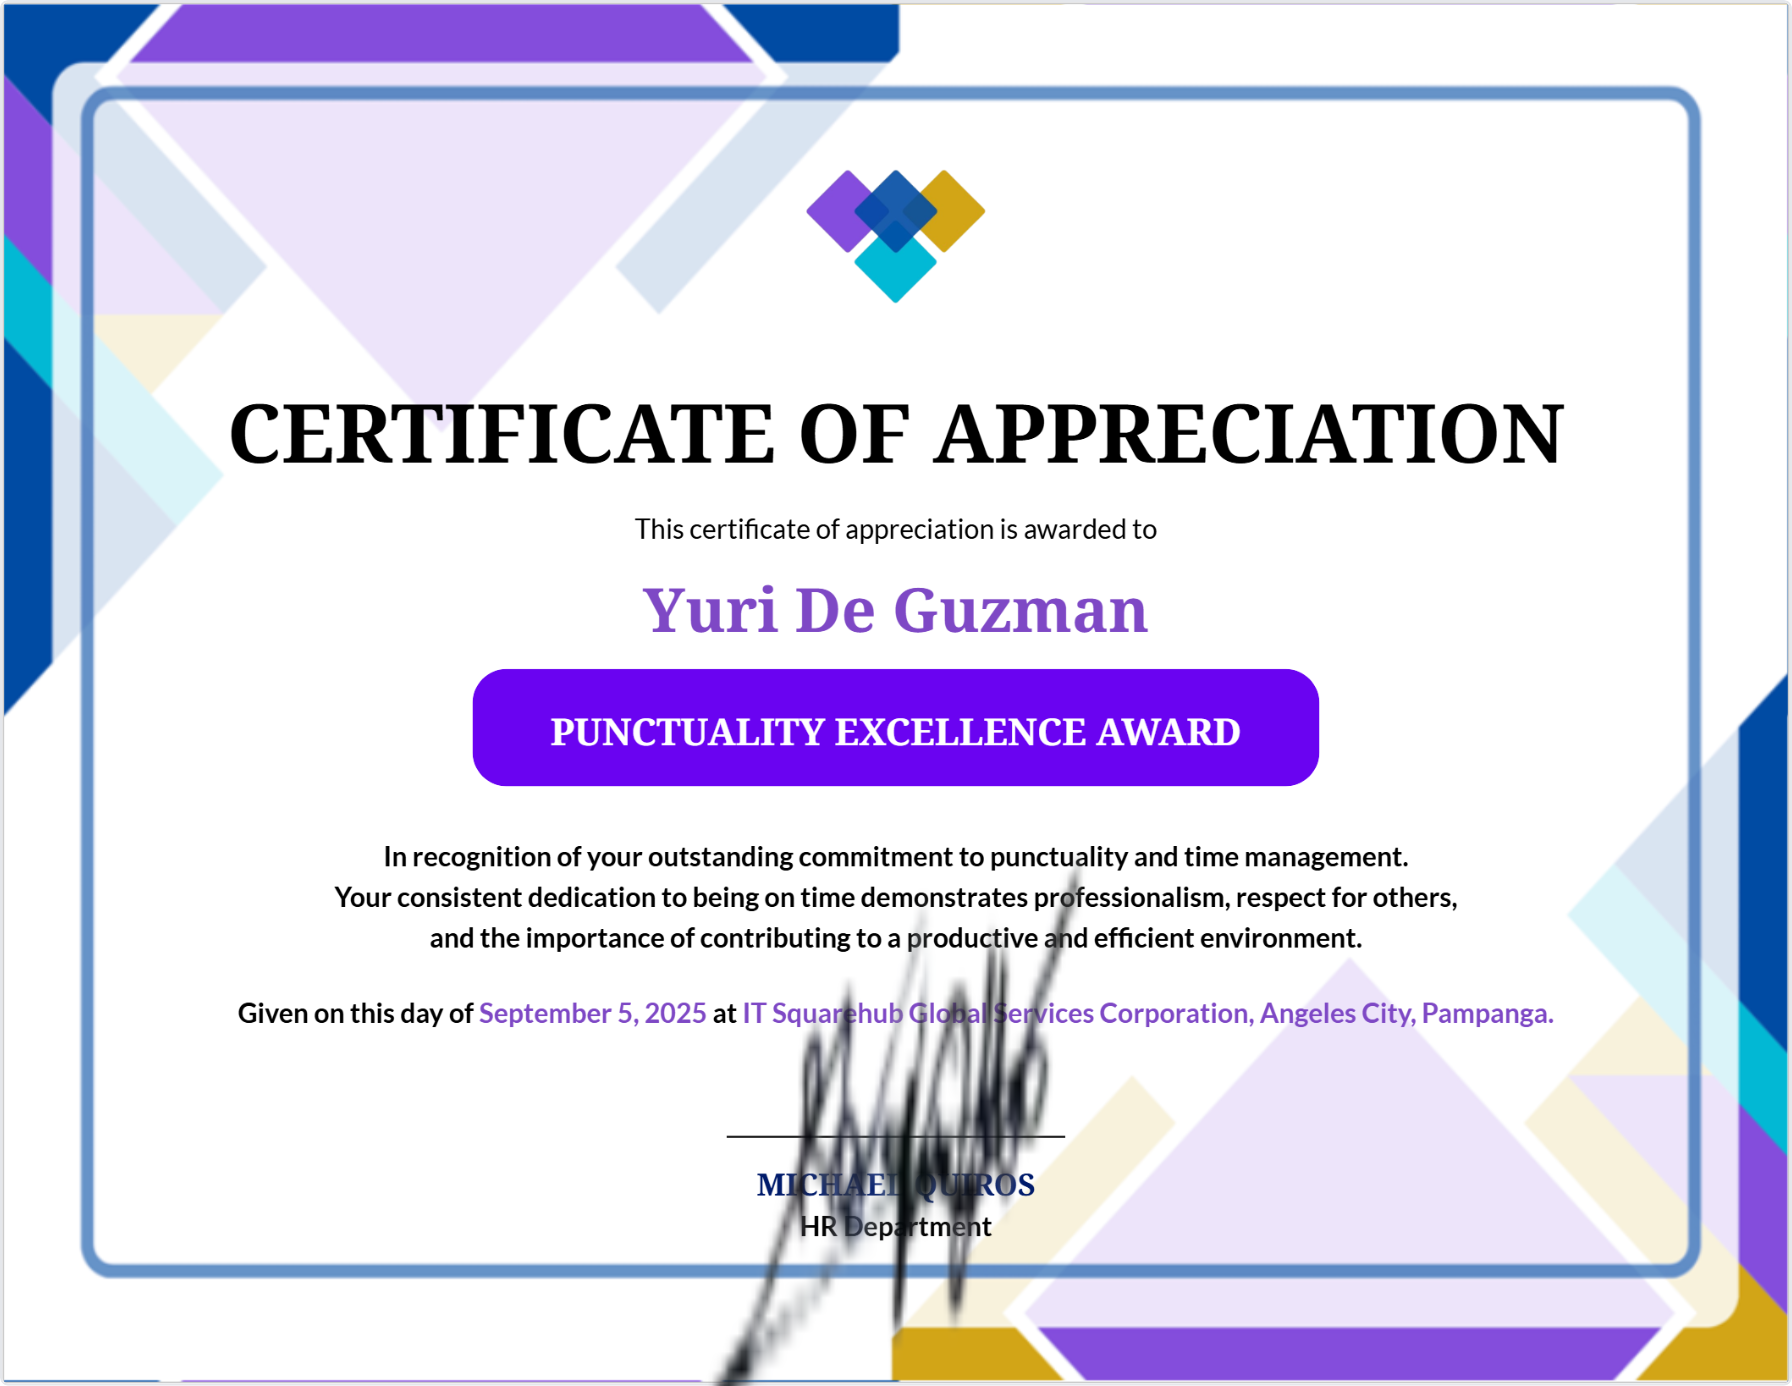 CERTIFICATE OF APPRECIATION
This certificate of appreciation is awarded to
Yuri De Guzman
PUNCTUALITY EXCELLENCE AWARD
In recognition of your outstanding commitment to punctuality and time management.
Your consistent dedication to being on time demonstrates professionalism, respect for others,
and the importance of contributing to a productive and efficient environment.
Given on this day of September 5, 2025 at IT Squarehub Global Services Corporation, Angeles City, Pampanga.
MICHAEL QUIROS
HR Department